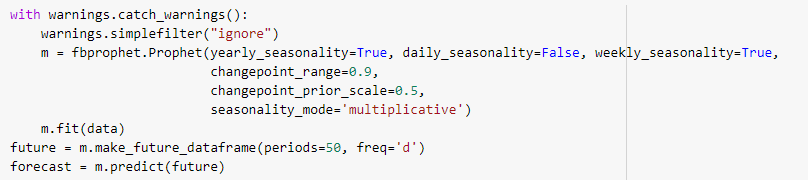 with warnings.catch_warnings():
    warnings.simplefilter("ignore")
    m = fbprophet.Prophet(yearly_seasonality=True, daily_seasonality=False, weekly_seasonality=True,
                          changepoint_range=0.9,
                          changepoint_prior_scale=0.5,
                          seasonality_mode='multiplicative')
    m.fit(data)
future = m.make_future_dataframe(periods=50, freq='d')
forecast = m.predict(future)